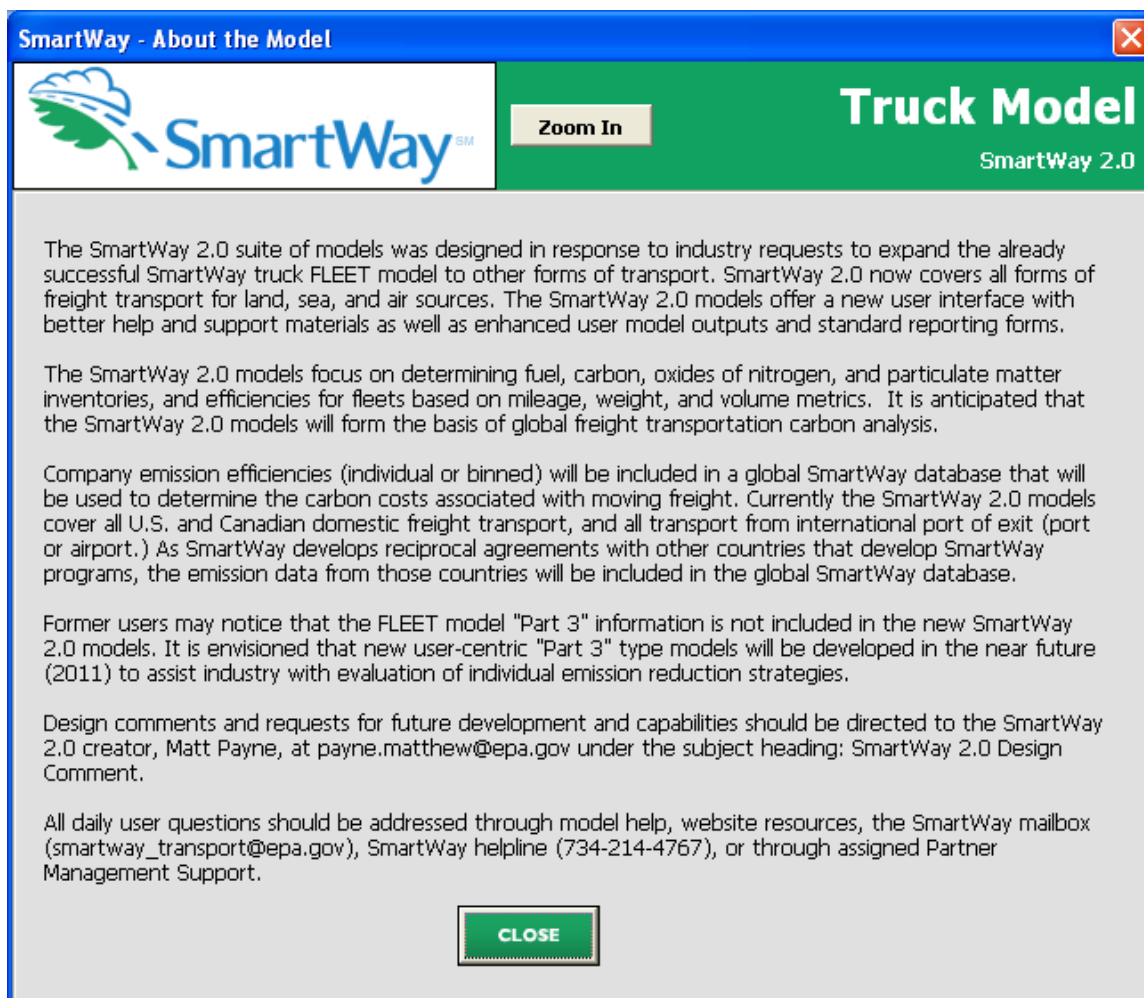 SmartWay - About the Model
SmartWay SM
Zoom In
Truck Model
SmartWay 2.0
The SmartWay 2.0 suite of models was designed in response to industry requests to expand the already
successful SmartWay truck FLEET model to other forms of transport. SmartWay 2.0 now covers all forms of
freight transport for land, sea, and air sources. The SmartWay 2.0 models offer a new user interface with
better help and support materials as well as enhanced user model outputs and standard reporting forms.
The SmartWay 2.0 models focus on determining fuel, carbon, oxides of nitrogen, and particulate matter
inventories, and efficiencies for fleets based on mileage, weight, and volume metrics.  It is anticipated that
the SmartWay 2.0 models will form the basis of global freight transportation carbon analysis.
Company emission efficiencies (individual or binned) will be included in a global SmartWay database that will
be used to determine the carbon costs associated with moving freight. Currently the SmartWay 2.0 models
cover all U.S. and Canadian domestic freight transport, and all transport from international port of exit (port
or airport.) As SmartWay develops reciprocal agreements with other countries that develop SmartWay
programs, the emission data from those countries will be included in the global SmartWay database.
Former users may notice that the FLEET model "Part 3" information is not included in the new SmartWay
2.0 models. It is envisioned that new user-centric "Part 3" type models will be developed in the near future
(2011) to assist industry with evaluation of individual emission reduction strategies.
Design comments and requests for future development and capabilities should be directed to the SmartWay
2.0 creator, Matt Payne, at payne.matthew@epa.gov under the subject heading: SmartWay 2.0 Design
Comment.
All daily user questions should be addressed through model help, website resources, the SmartWay mailbox
(smartway_transport@epa.gov), SmartWay helpline (734-214-4767), or through assigned Partner
Management Support.
CLOSE